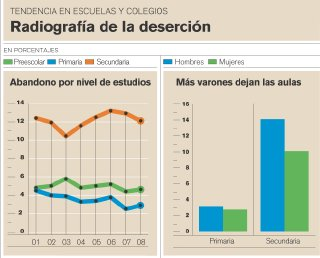 TENDENCIA EN ESCUELAS Y COLEGIOS
Radiografía de la deserción
EN PORCENTAJES
Preescolar Primaria Secundaria
Hombres Mujeres
Abandono por nivel de estudios
14
12
10
8
6
4
2
0
01 02 03 04 05 06 07 08
Más varones dejan las aulas
16
14
12
10
8
6
4
2
0
Primaria Secundaria